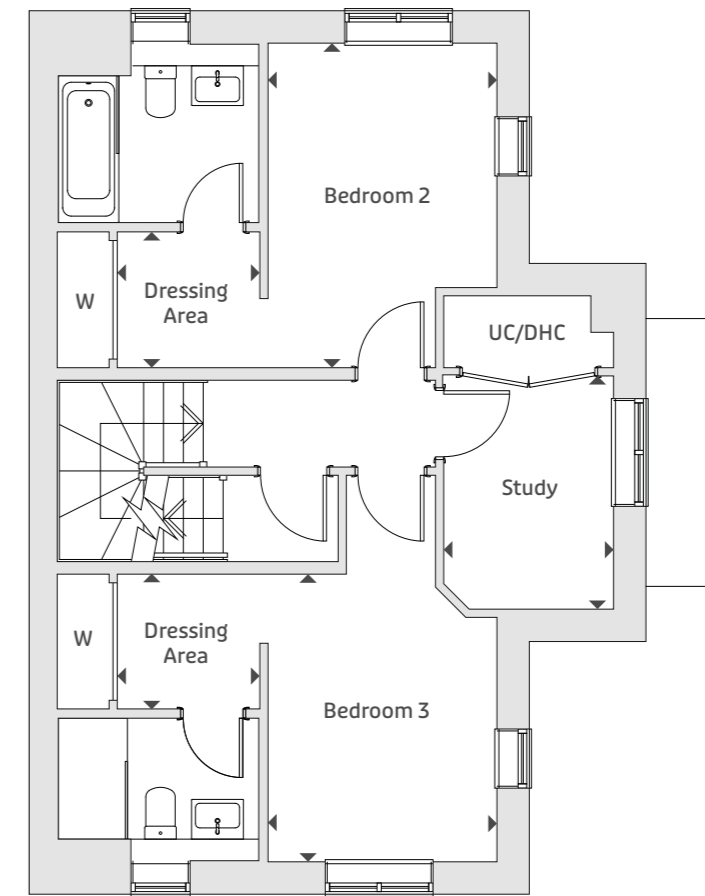 Bedroom 2
W
Dressing
Area
UC/DHC
Study
W
Dressing
Area
Bedroom 3